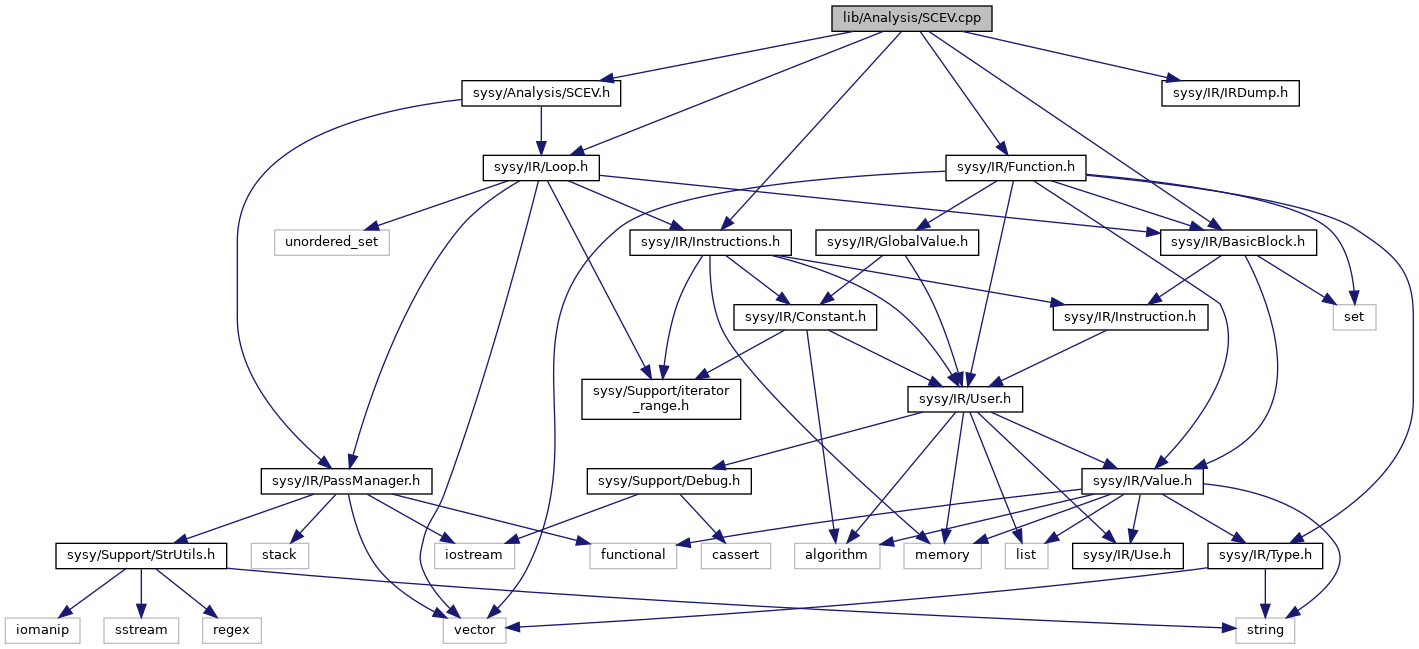 lib/Analysis/SCEV.cpp
sysy/Analysis/SCEV.h
sysy/IR/IRDump.h
sysy/IR/Loop.h
sysy/IR/Function.h
unordered_set
sysy/IR/Instructions.h
sysy/IR/GlobalValue.h
sysy/IR/BasicBlock.h
sysy/IR/Constant.h
sysy/IR/Instruction.h
set
sysy/Support/iterator
_range.h
sysy/IR/User.h
sysy/IR/PassManager.h
sysy/Support/Debug.h
sysy/IR/Value.h
sysy/Support/StrUtils.h
stack
iostream
functional
cassert
algorithm
memory
list
sysy/IR/Use.h
sysy/IR/Type.h
iomanip
sstream
regex
vector
string